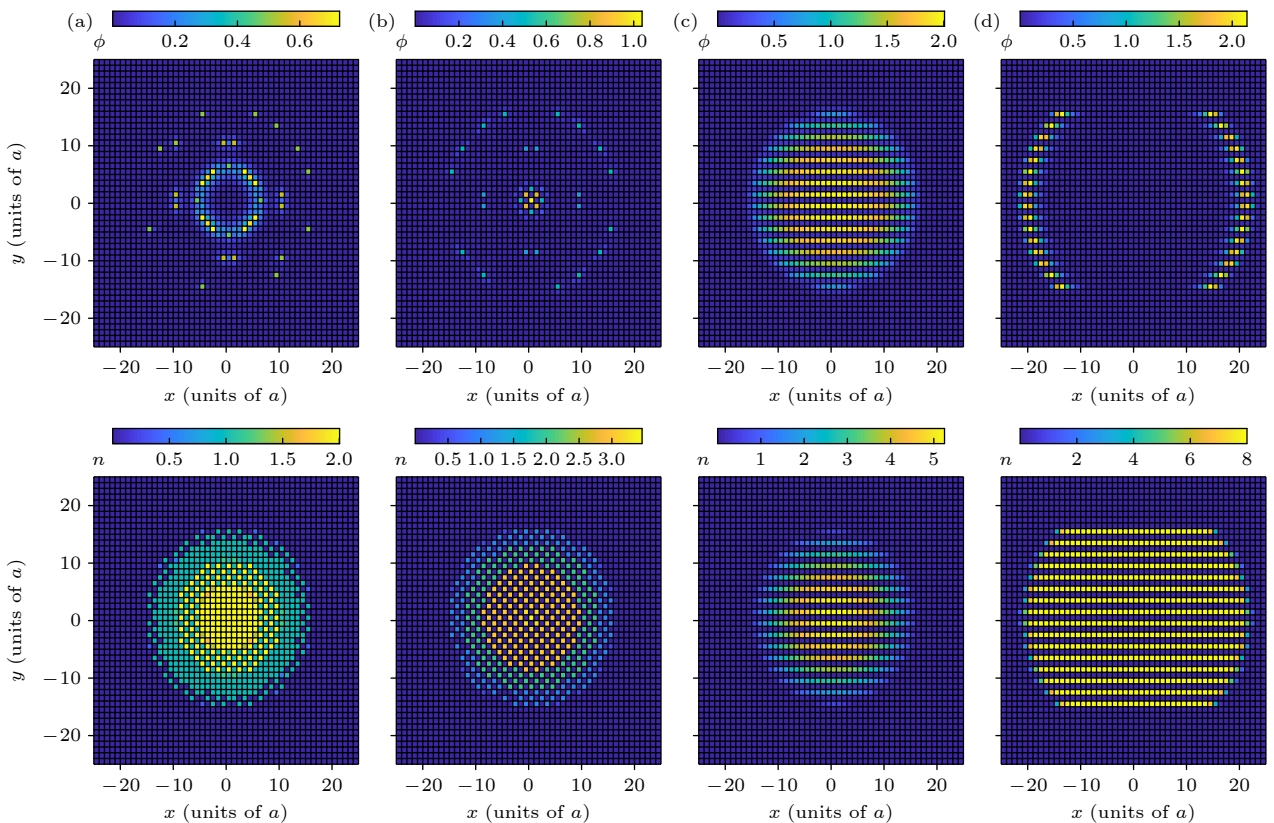 (a) (b) (c) (d)
ϕ 0.2 0.4 0.6 ϕ 0.2 0.4 0.6 0.8 1.0 ϕ 0.5 1.0 1.5 2.0 ϕ 0.5 1.0 1.5 2.0
20
10
0
−10
−20
y (units of a)
−20 −10 0 10 20 −20 −10 0 10 20 −20 −10 0 10 20 −20 −10 0 10 20
x (units of a) x (units of a) x (units of a) x (units of a)
n 0.5 1.0 1.5 2.0 n 0.5 1.0 1.5 2.0 2.5 3.0 n 1 2 3 4 5 n 2 4 6 8
20
10
0
−10
−20
y (units of a)
−20 −10 0 10 20 −20 −10 0 10 20 −20 −10 0 10 20 −20 −10 0 10 20
x (units of a) x (units of a) x (units of a) x (units of a)